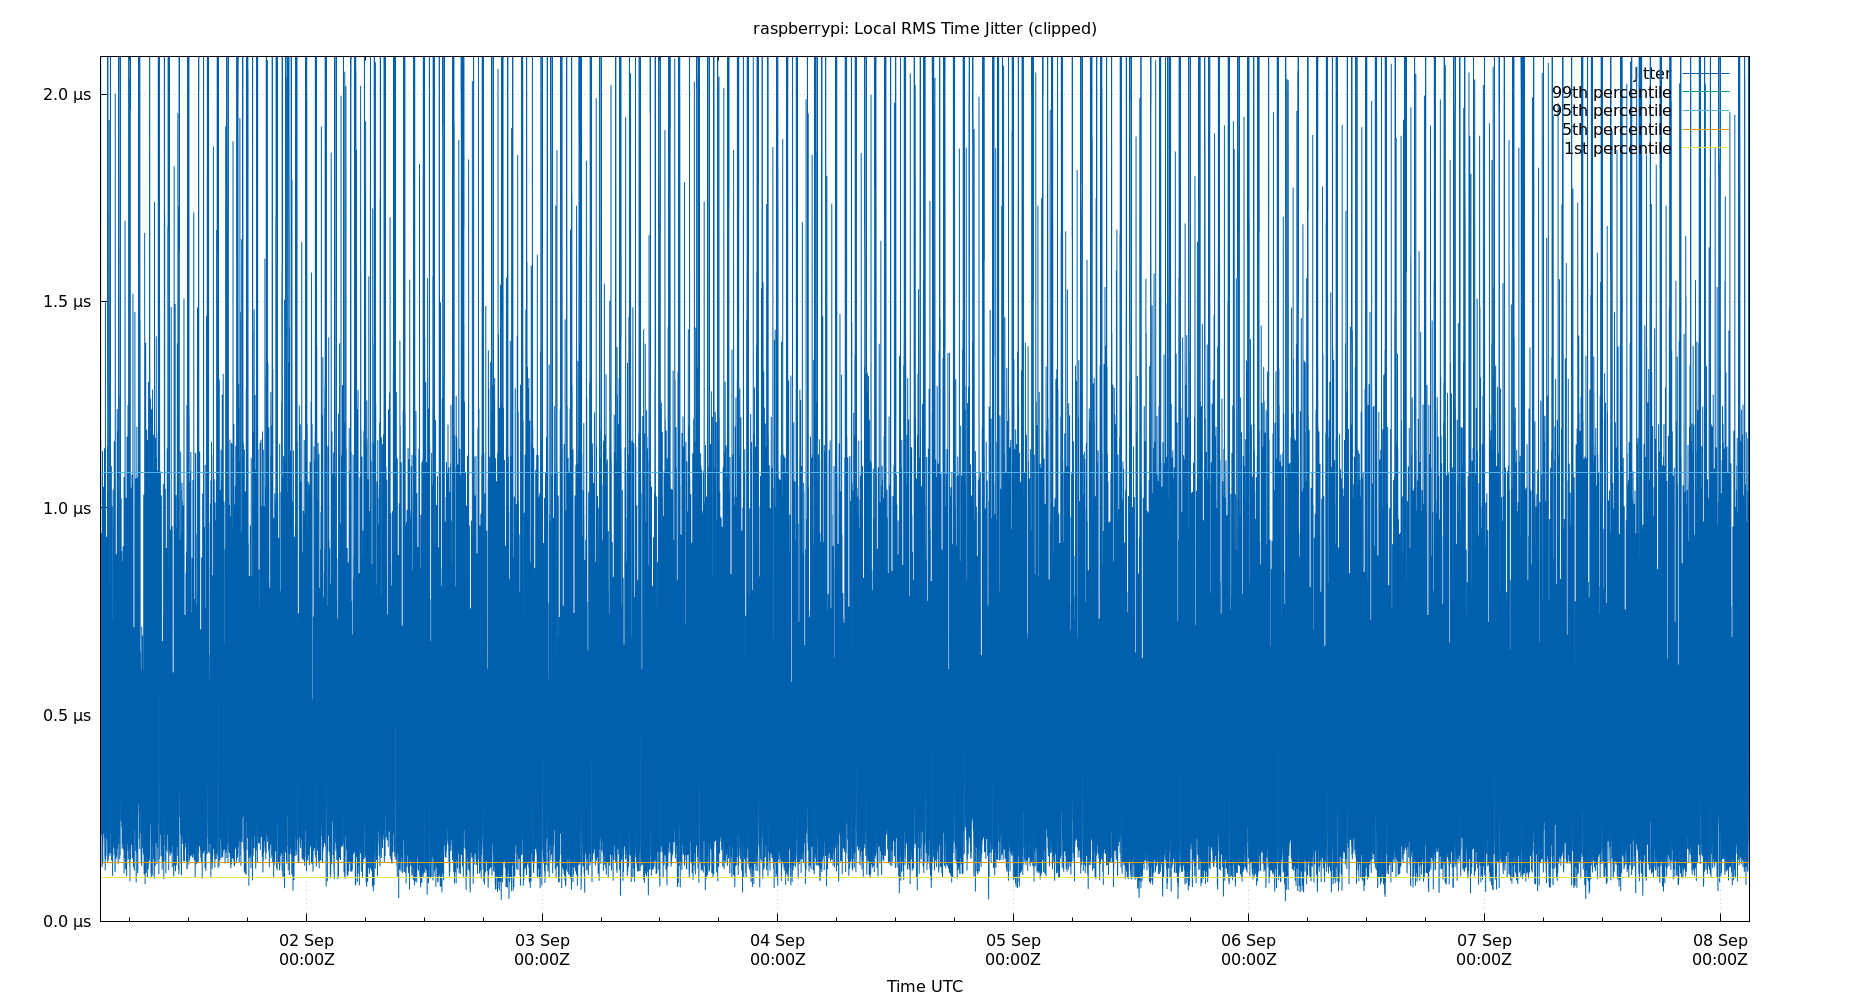 raspberrypi: Local RMS Time Jitter (clipped)
2.0 µs
1.5 µs
1.0 µs
0.5 µs
0.0 µs
Jitter
99th percentile
95th percentile
5th percentile
1st percentile
02 Sep
00:00Z
03 Sep
00:00Z
04 Sep
00:00Z
05 Sep
00:00Z
06 Sep
00:00Z
07 Sep
00:00Z
08 Sep
00:00Z
Time UTC